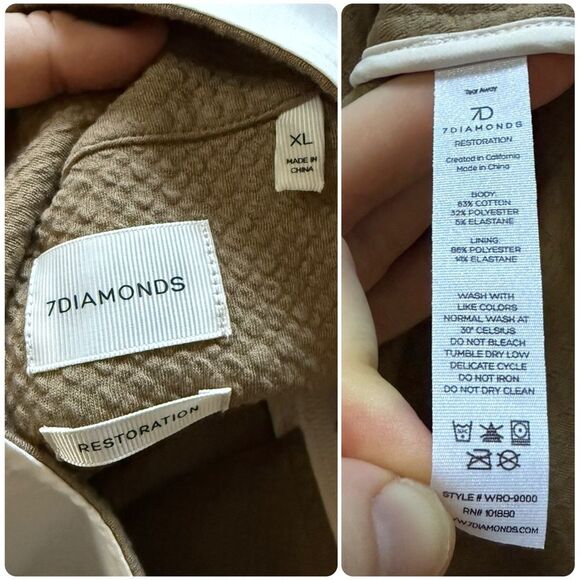 XL
MADE IN
CHINA
7DIAMONDS
RESTORATION
Tear Away
7D
7DIAMONDS
RESTORATION
Created in California
Made in China
BODY:
63% COTTON
32% POLYESTER
5% ELASTANE
LINING:
86% POLYESTER
14% ELASTANE
WASH WITH
LIKE COLORS
NORMAL WASH AT
30° CELSIUS
DO NOT BLEACH
TUMBLE DRY LOW
DELICATE CYCLE
DO NOT IRON
DO NOT DRY CLEAN
STYLE # WRO-9000
RN# 101880
WWW.7DIAMONDS.COM